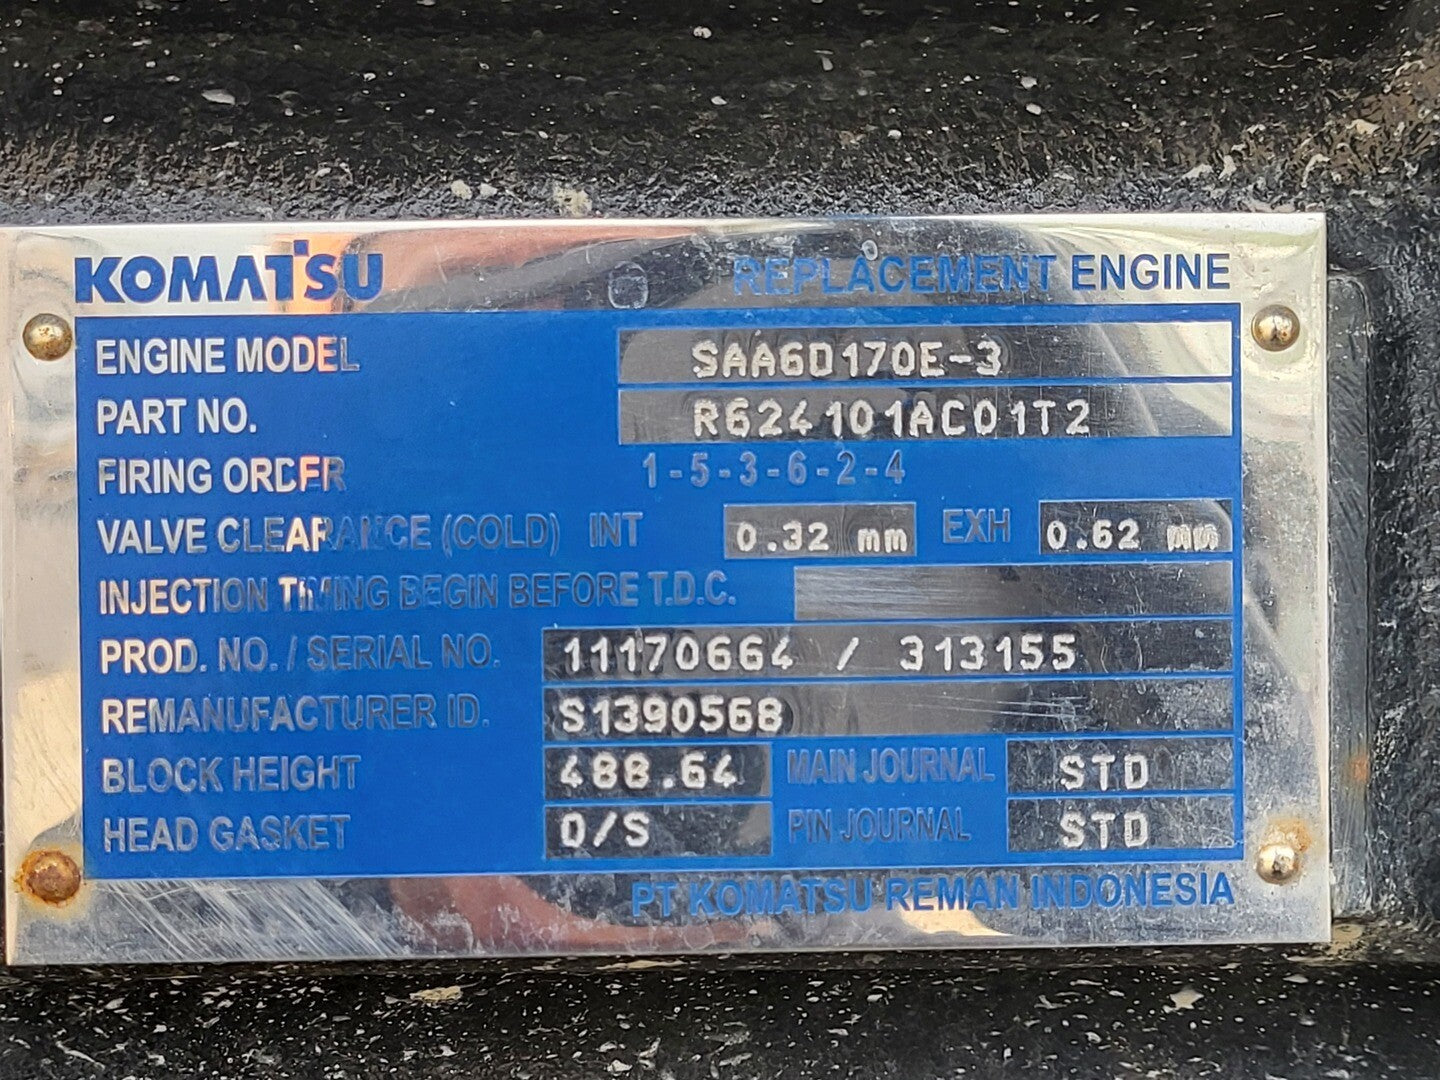 KOMATSU REPLACEMENT ENGINE
ENGINE MODEL SAA6D170E-3
PART NO. R624101AC01T2
FIRING ORDER 1-5-3-6-2-4
VALVE CLEARANCE (COLD) INT 0.32 mm EXH 0.62 mm
INJECTION TIMING BEGIN BEFORE T.D.C.
PROD. NO. / SERIAL NO. 11170664 / 313155
REMANUFACTURER ID. S1390568
BLOCK HEIGHT 488.64 MAIN JOURNAL STD
HEAD GASKET O/S PIN JOURNAL STD
PT KOMATSU REMAN INDONESIA